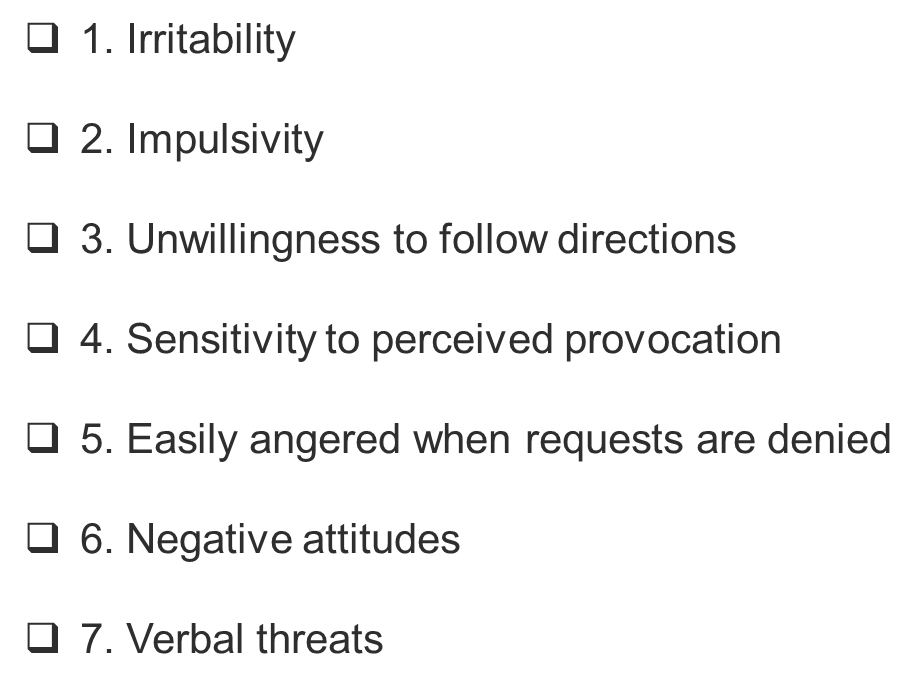 ❑ 1. Irritability
❑ 2. Impulsivity
❑ 3. Unwillingness to follow directions
❑ 4. Sensitivity to perceived provocation
❑ 5. Easily angered when requests are denied
❑ 6. Negative attitudes
❑ 7. Verbal threats